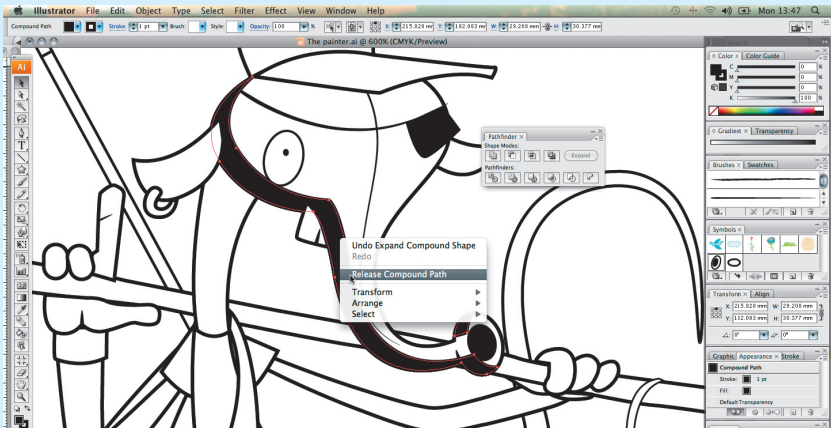 Illustrator File Edit Object Type Select Filter Effect View Window Help
Mon 13:47
Compound Path Stroke: 1 pt Brush: Style: Opacity: 100 % X: 215.828 mm Y: 182.083 mm W: 29.208 mm H: 30.377 mm
The painter.ai @ 600% (CMYK/Preview)
Ai
T
Color × Color Guide
C 0 %
M 0 %
Y 0 %
K 100 %
Gradient × Transparency
Brushes × Swatches
Symbols ×
Transform × Align
X: 215.828 mm W: 29.208 mm
Y: 182.083 mm H: 30.377 mm
0° 0°
Graphic Appearance × Stroke
Compound Path
Stroke: 1 pt
Fill:
Default Transparency
Pathfinder ×
Shape Modes:
Expand
Pathfinders:
Undo Expand Compound Shape
Redo
Release Compound Path
Transform
Arrange
Select